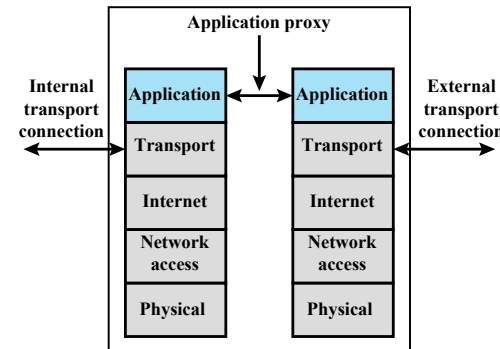 Application proxy
Internal
transport
connection
External
transport
connection
Application
Application
Transport
Transport
Internet
Internet
Network
access
Network
access
Physical
Physical